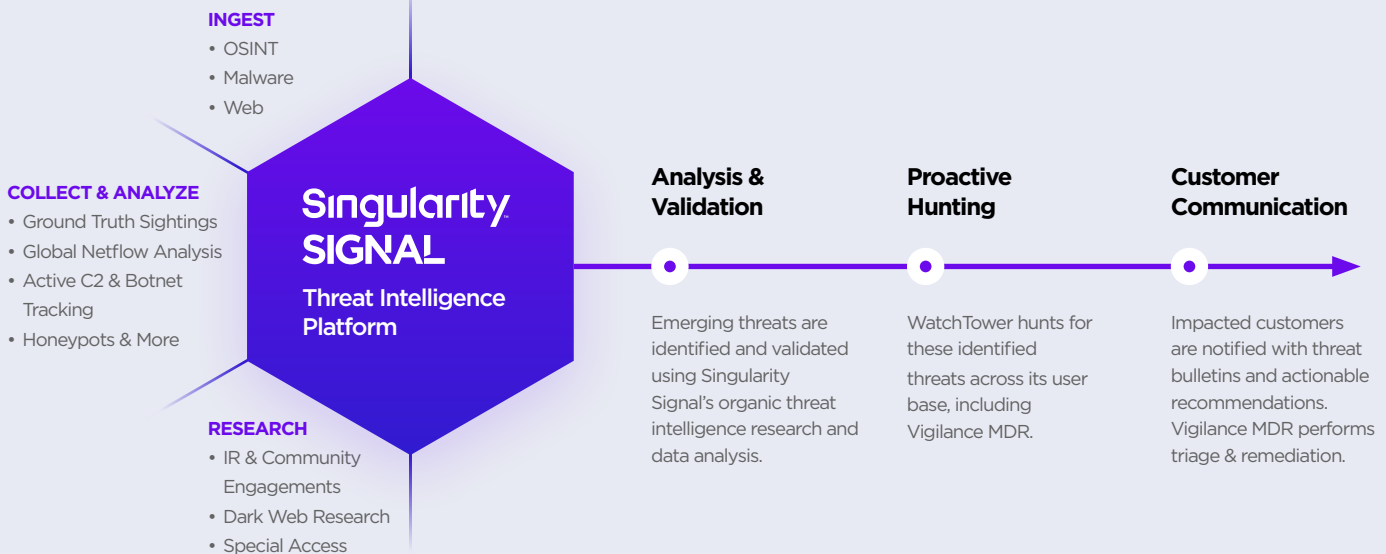 INGEST
• OSINT
• Malware
• Web
COLLECT & ANALYZE
• Ground Truth Sightings
• Global Netflow Analysis
• Active C2 & Botnet
Tracking
• Honeypots & More
RESEARCH
• IR & Community
Engagements
• Dark Web Research
• Special Access
Singularity™
SIGNAL
Threat Intelligence
Platform
Analysis &
Validation
Emerging threats are
identified and validated
using Singularity
Signal’s organic threat
intelligence research and
data analysis.
Proactive
Hunting
WatchTower hunts for
these identified
threats across its user
base, including
Vigilance MDR.
Customer
Communication
Impacted customers
are notified with threat
bulletins and actionable
recommendations.
Vigilance MDR performs
triage & remediation.